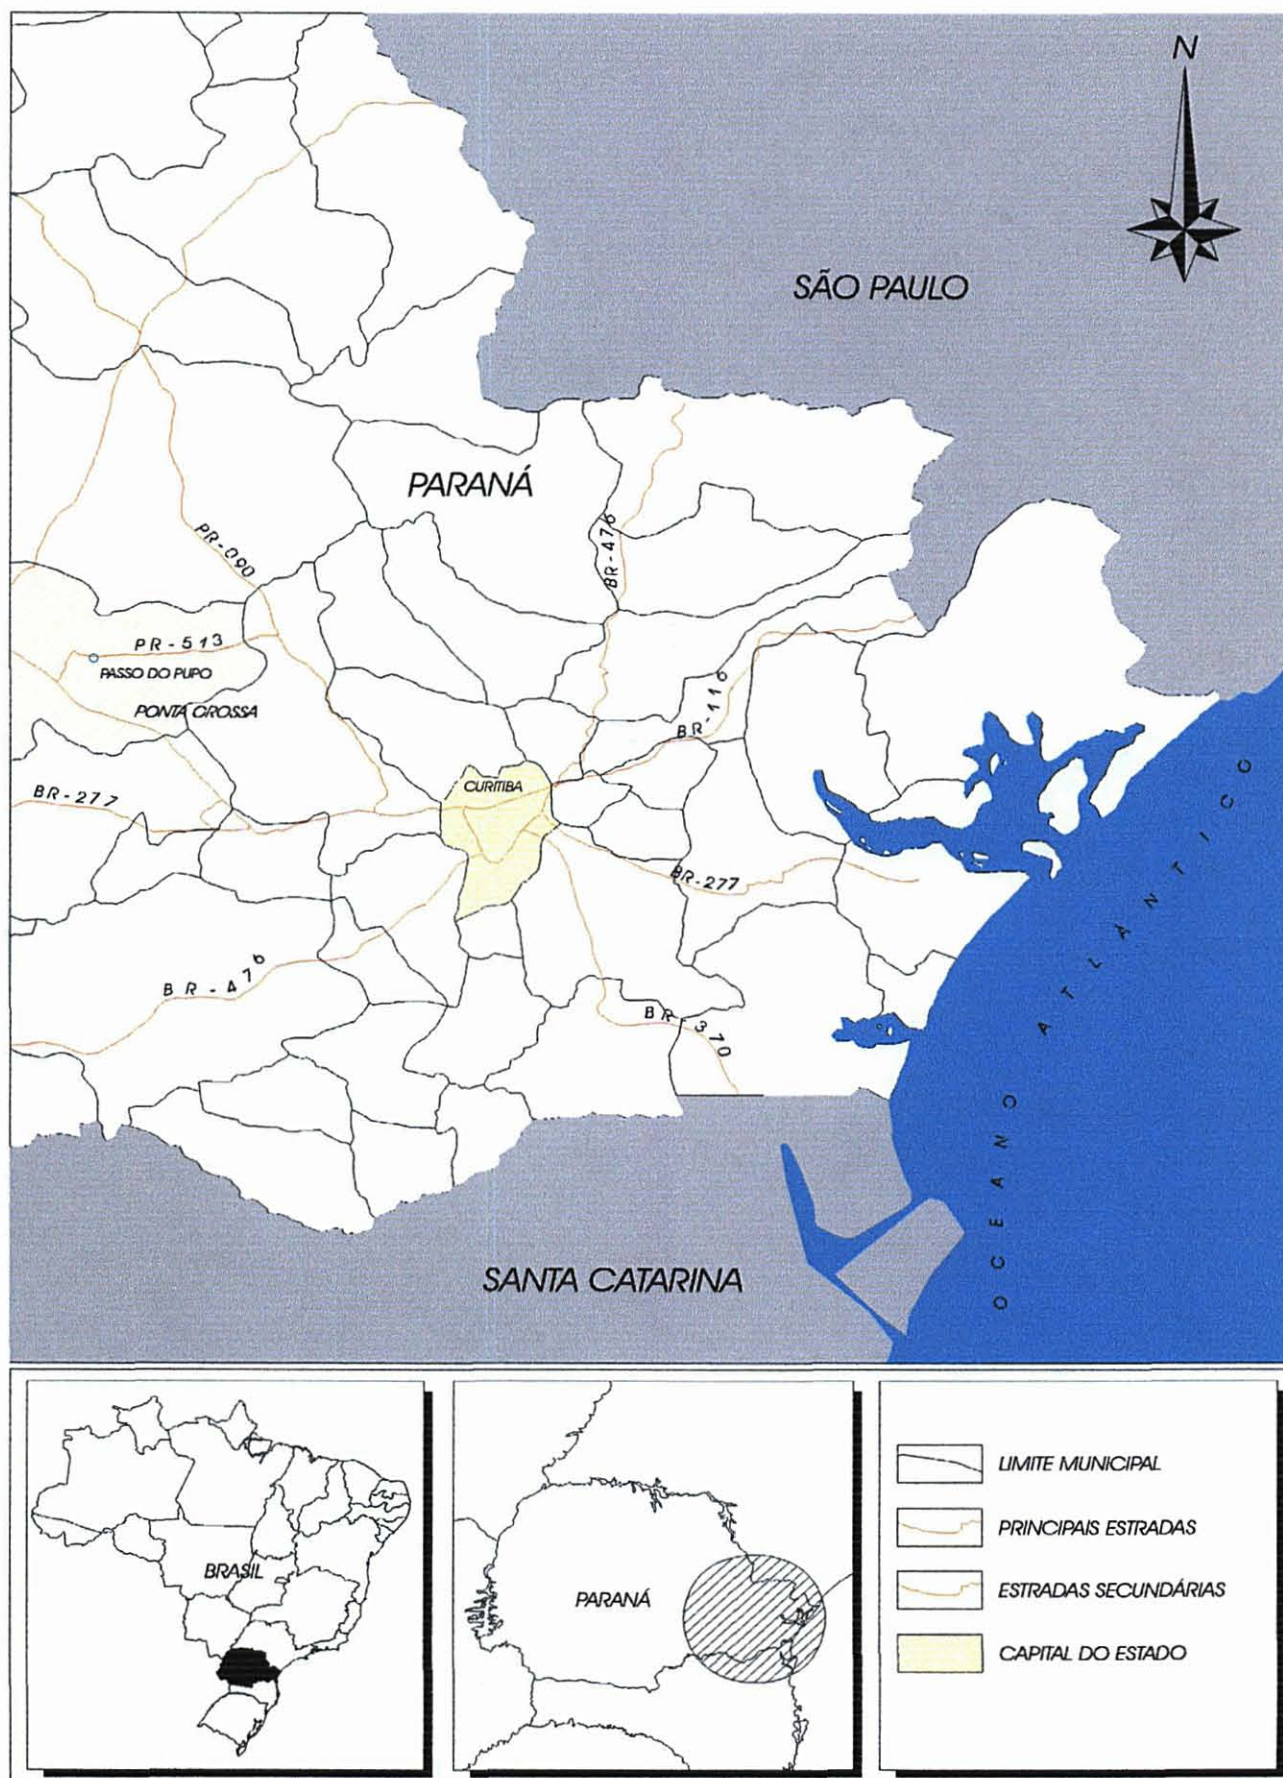 N
SÃO PAULO
PARANÁ
PR-090
BR-476
PR-513
PASSO DO PUPO
PONTA GROSSA
BR-116
CURITIBA
BR-277
BR-277
BR-476
BR-370
OCEANO ATLÂNTICO
SANTA CATARINA
BRASIL
PARANÁ
LIMITE MUNICIPAL
PRINCIPAIS ESTRADAS
ESTRADAS SECUNDÁRIAS
CAPITAL DO ESTADO